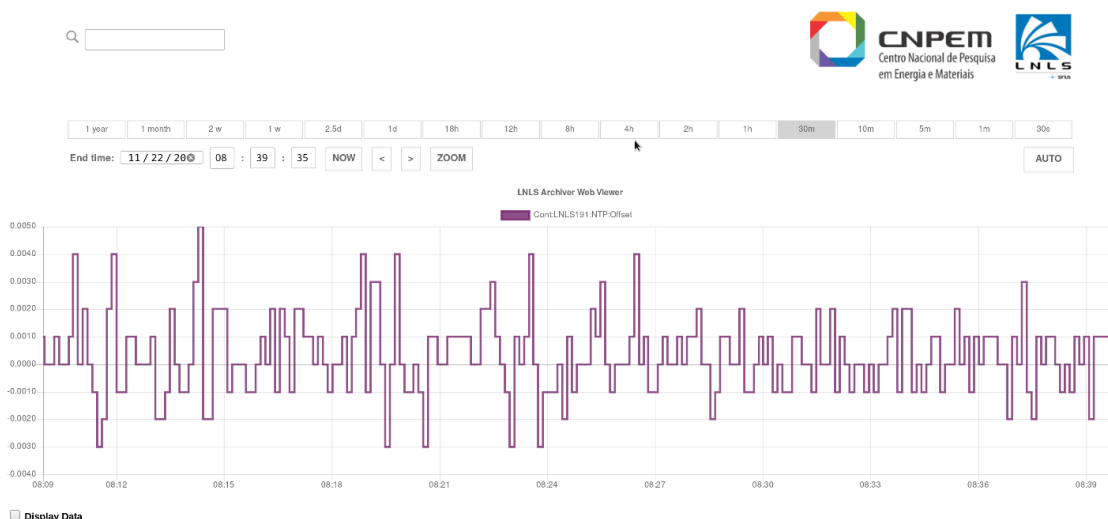 CNPEM
Centro Nacional de Pesquisa
em Energia e Materiais
LNLS
1 year 1 month 2 w 1 w 2.5d 1d 18h 12h 8h 4h 2h 1h 30m 10m 5m 1m 30s
End time: 11/22/20 08 : 39 : 35 NOW < > ZOOM AUTO
LNLS Archiver Web Viewer
Cont:LNLS191:NTP:Offset
0.0050
0.0040
0.0030
0.0020
0.0010
0.0000
-0.0010
-0.0020
-0.0030
-0.0040
08:09 08:12 08:15 08:18 08:21 08:24 08:27 08:30 08:33 08:36 08:39
Display Data